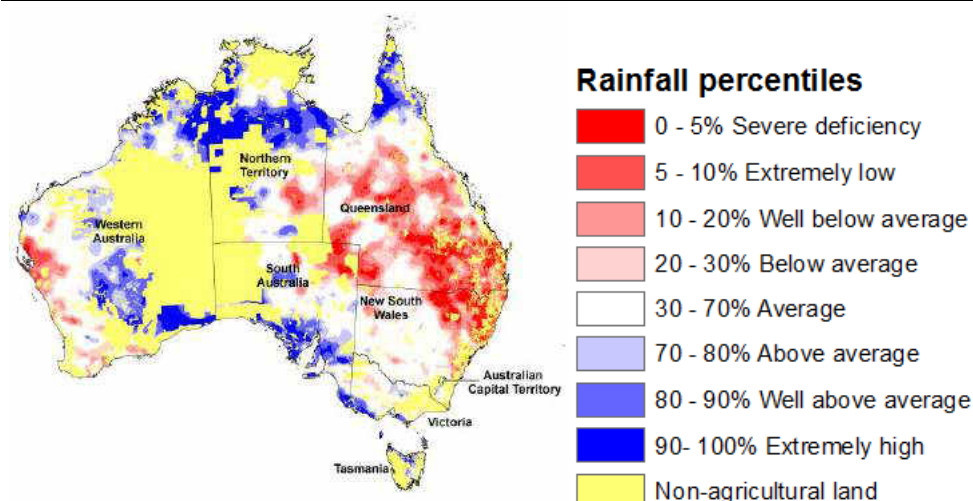 Northern
Territory
Queensland
Western
Australia
South
Australia
New South
Wales
Australian
Capital Territory
Victoria
Tasmania
Rainfall percentiles
0 - 5% Severe deficiency
5 - 10% Extremely low
10 - 20% Well below average
20 - 30% Below average
30 - 70% Average
70 - 80% Above average
80 - 90% Well above average
90- 100% Extremely high
Non-agricultural land